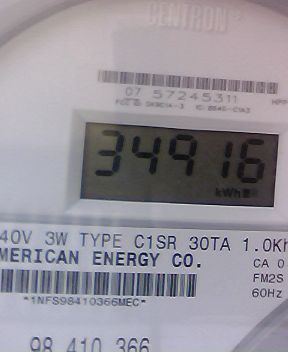 CENTRON
07 57245311
34916
kWh
40V 3W TYPE C1SR 30TA 1.0Kh
MERICAN ENERGY CO.
CA 0
FM2S
60Hz
*1NFS98410366MEC*
98 410 366